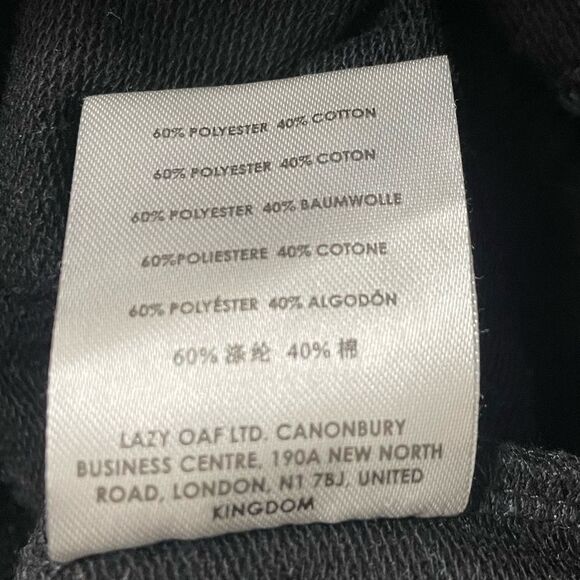 60% POLYESTER 40% COTTON
60% POLYESTER 40% COTON
60% POLYESTER 40% BAUMWOLLE
60%POLIESTERE 40% COTONE
60% POLYÉSTER 40% ALGODÓN
60% 涤纶 40% 棉
LAZY OAF LTD. CANONBURY
BUSINESS CENTRE, 190A NEW NORTH
ROAD, LONDON, N1 7BJ, UNITED
KINGDOM